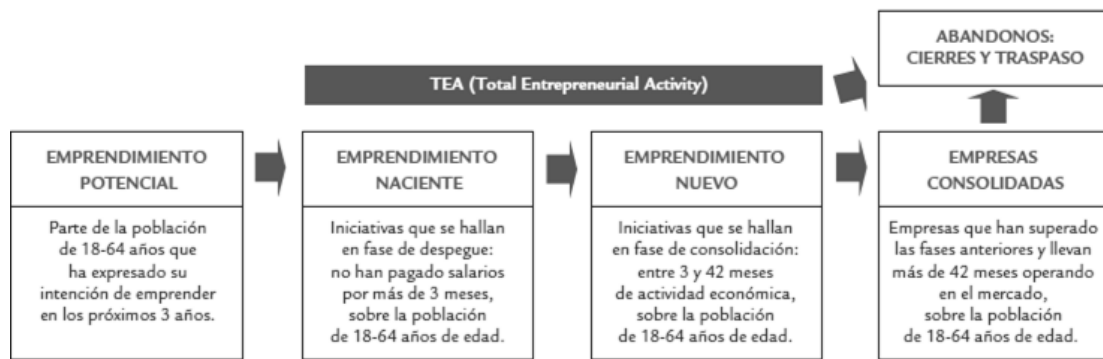 ABANDONOS:
CIERRES Y TRASPASO
TEA (Total Entrepreneurial Activity)
EMPRENDIMIENTO
POTENCIAL
Parte de la población
de 18-64 años que
ha expresado su
intención de emprender
en los próximos 3 años.
EMPRENDIMIENTO
NACIENTE
Iniciativas que se hallan
en fase de despegue:
no han pagado salarios
por más de 3 meses,
sobre la población
de 18-64 años de edad.
EMPRENDIMIENTO
NUEVO
Iniciativas que se hallan
en fase de consolidación:
entre 3 y 42 meses
de actividad económica,
sobre la población
de 18-64 años de edad.
EMPRESAS
CONSOLIDADAS
Empresas que han superado
las fases anteriores y llevan
más de 42 meses operando
en el mercado,
sobre la población
de 18-64 años de edad.